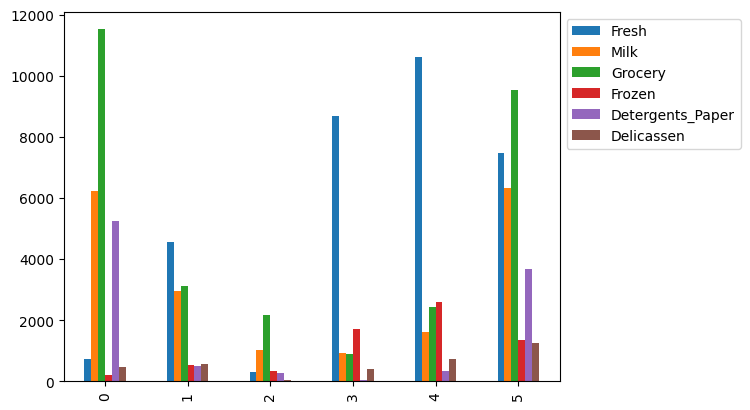 12000
10000
8000
6000
4000
2000
0
0 1 2 3 4 5
Fresh
Milk
Grocery
Frozen
Detergents_Paper
Delicassen